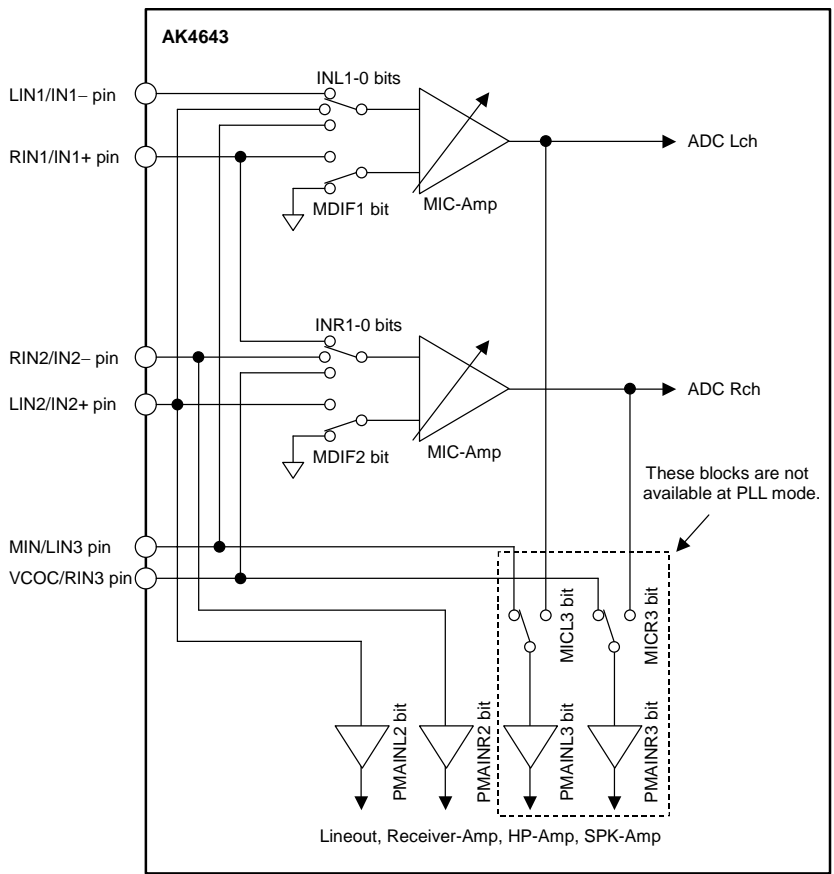 AK4643
INL1-0 bits
LIN1/IN1− pin
RIN1/IN1+ pin
ADC Lch
MDIF1 bit
MIC-Amp
INR1-0 bits
RIN2/IN2− pin
LIN2/IN2+ pin
ADC Rch
MDIF2 bit
MIC-Amp
These blocks are not
available at PLL mode.
MIN/LIN3 pin
VCOC/RIN3 pin
MICL3 bit
MICR3 bit
PMAINL2 bit
PMAINR2 bit
PMAINL3 bit
PMAINR3 bit
Lineout, Receiver-Amp, HP-Amp, SPK-Amp